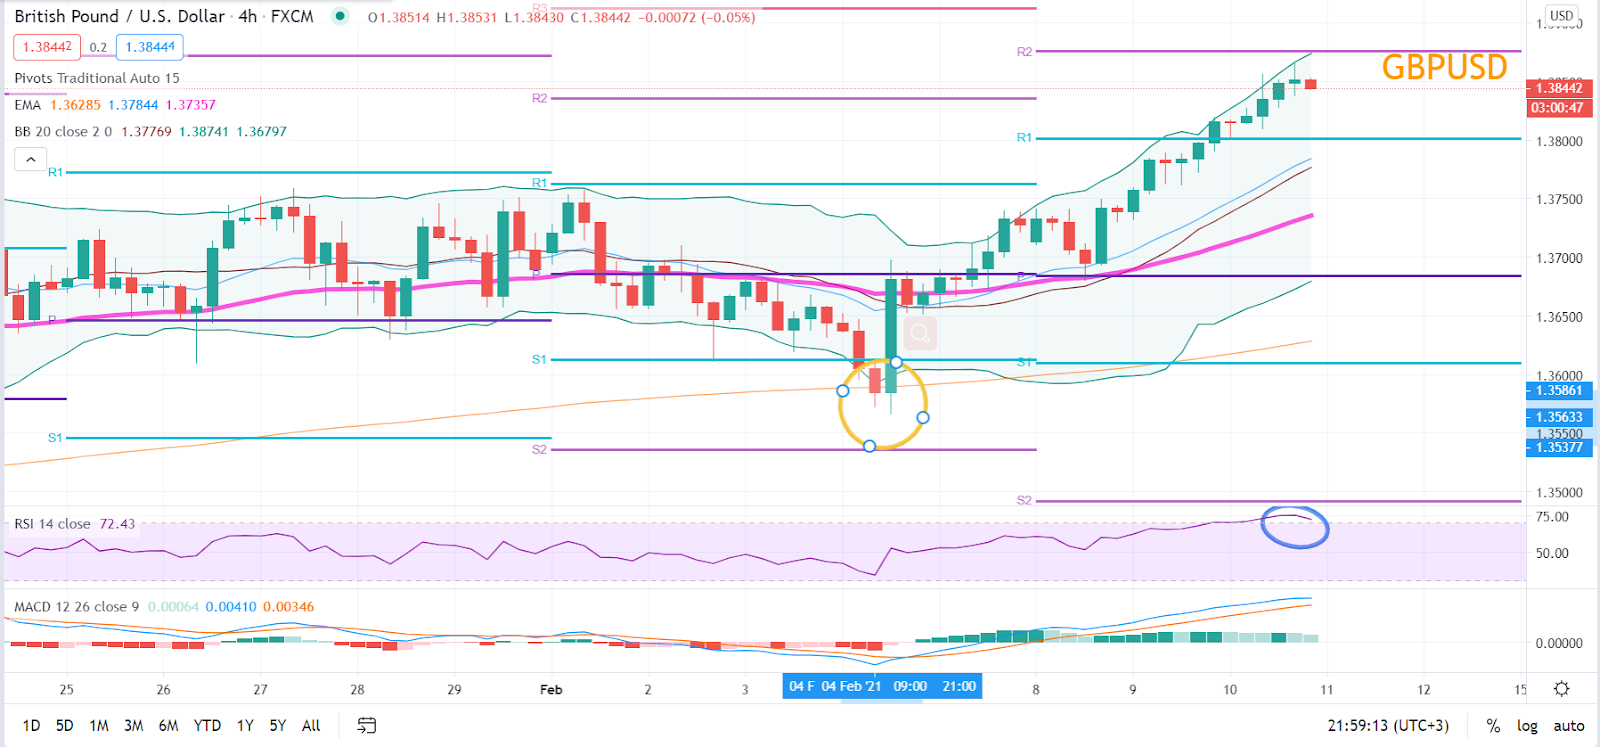 British Pound / U.S. Dollar · 4h · FXCM O1.38514 H1.38531 L1.38430 C1.38442 −0.00072 (−0.05%)
1.38442 0.2 1.38444
Pivots Traditional Auto 15
EMA 1.36285 1.37844 1.37357
BB 20 close 2 0 1.37769 1.38741 1.36797
R3
R2
R2
R1
R1
R1
P
P
P
S1
S1
S1
S2
S2
GBPUSD
USD
1.38442
03:00:47
1.38000
1.37500
1.37000
1.36500
1.36000
1.35861
1.35633
1.35500
1.35377
1.35000
RSI 14 close 72.43
75.00
50.00
MACD 12 26 close 9 0.00064 0.00410 0.00346
0.00000
25 26 27 28 29 Feb 2 3 04 F 04 Feb '21 09:00 21:00 8 9 10 11 12 15
1D 5D 1M 3M 6M YTD 1Y 5Y All 21:59:13 (UTC+3) % log auto